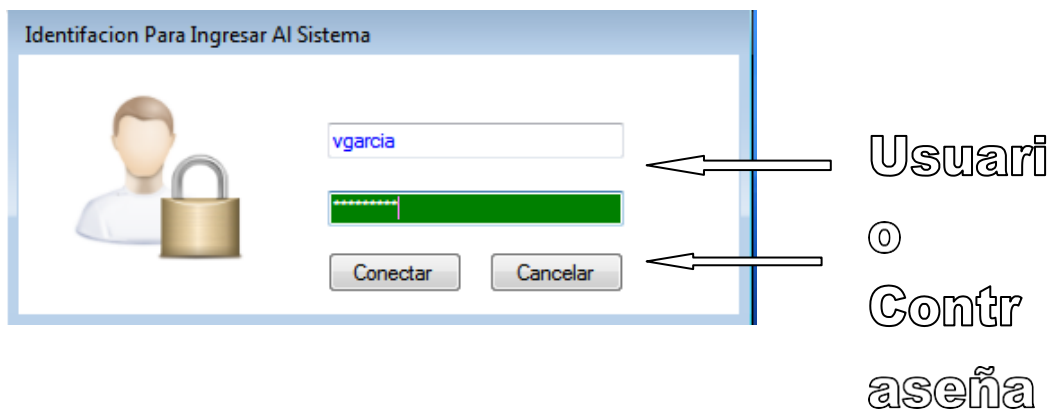 Identifacion Para Ingresar Al Sistema
vgarcia
*********
Conectar Cancelar
Usuari
o
Contr
aseña